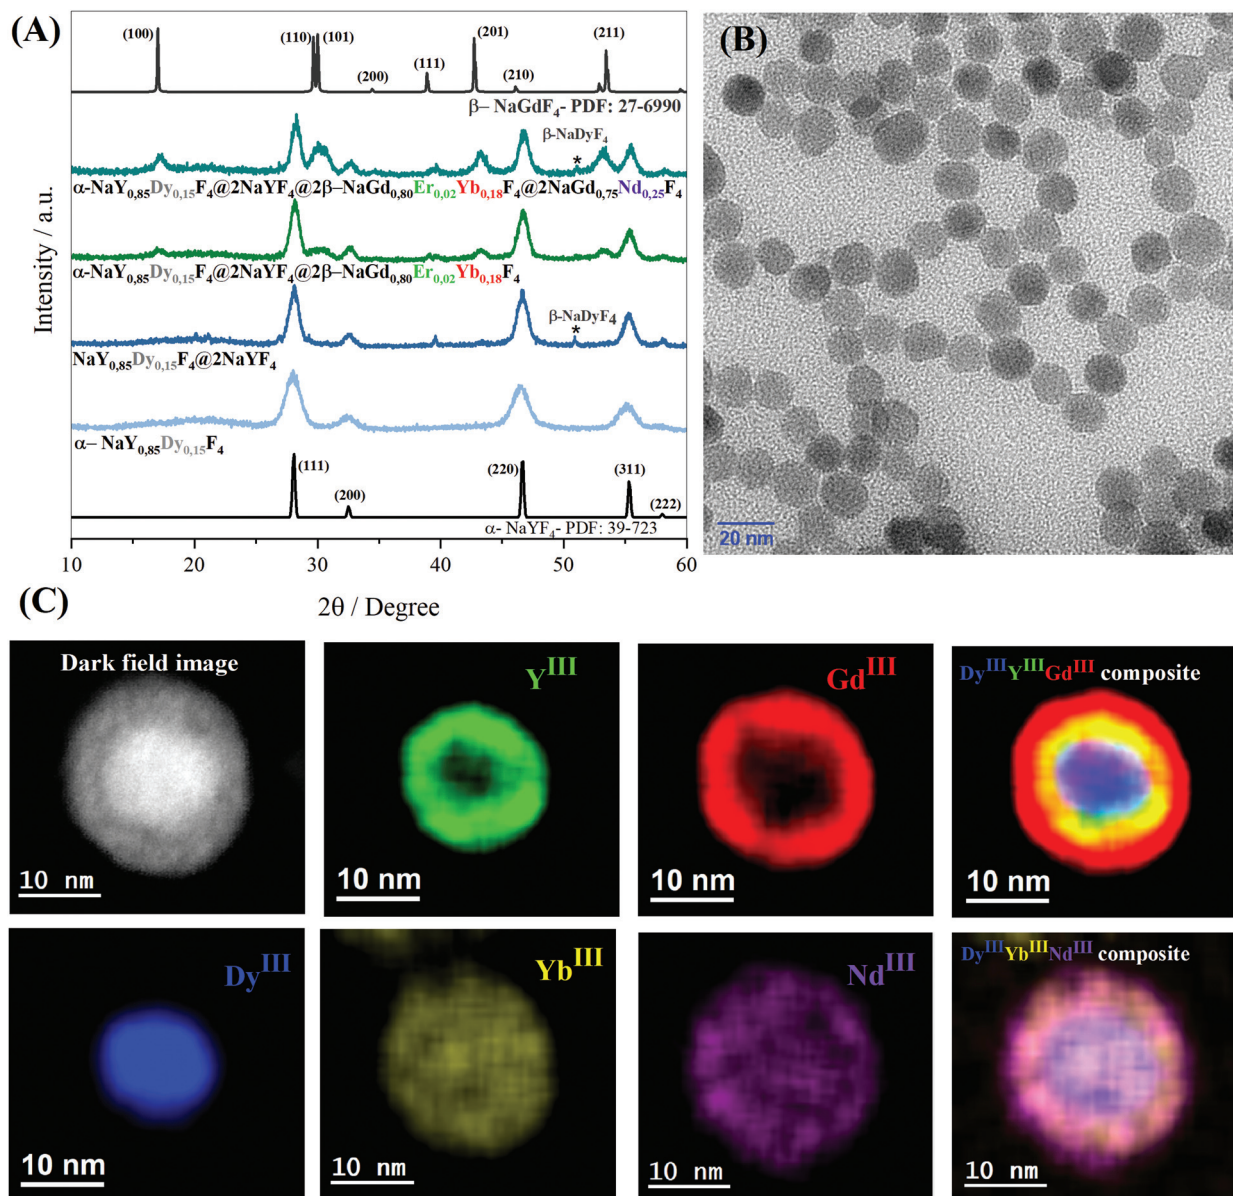 (A)
(100)
(110)
(101)
(200)
(111)
(201)
(210)
(211)
β– NaGdF₄- PDF: 27-6990
β-NaDyF₄
*
α-NaY₀,₈₅Dy₀,₁₅F₄@2NaYF₄@2β–NaGd₀,₈₀Er₀,₀₂Yb₀,₁₈F₄@2NaGd₀,₇₅Nd₀,₂₅F₄
α-NaY₀,₈₅Dy₀,₁₅F₄@2NaYF₄@2β–NaGd₀,₈₀Er₀,₀₂Yb₀,₁₈F₄
β-NaDyF₄
*
NaY₀,₈₅Dy₀,₁₅F₄@2NaYF₄
α– NaY₀,₈₅Dy₀,₁₅F₄
(111)
(200)
(220)
(311)
(222)
α- NaYF₄- PDF: 39-723
Intensity / a.u.
10 20 30 40 50 60
2θ / Degree
(B)
20 nm
(C)
Dark field image
10 nm
Yᴵᴵᴵ
10 nm
Gdᴵᴵᴵ
10 nm
DyᴵᴵᴵYᴵᴵᴵGdᴵᴵᴵ composite
10 nm
Dyᴵᴵᴵ
10 nm
Ybᴵᴵᴵ
10 nm
Ndᴵᴵᴵ
10 nm
DyᴵᴵᴵYbᴵᴵᴵNdᴵᴵᴵ composite
10 nm